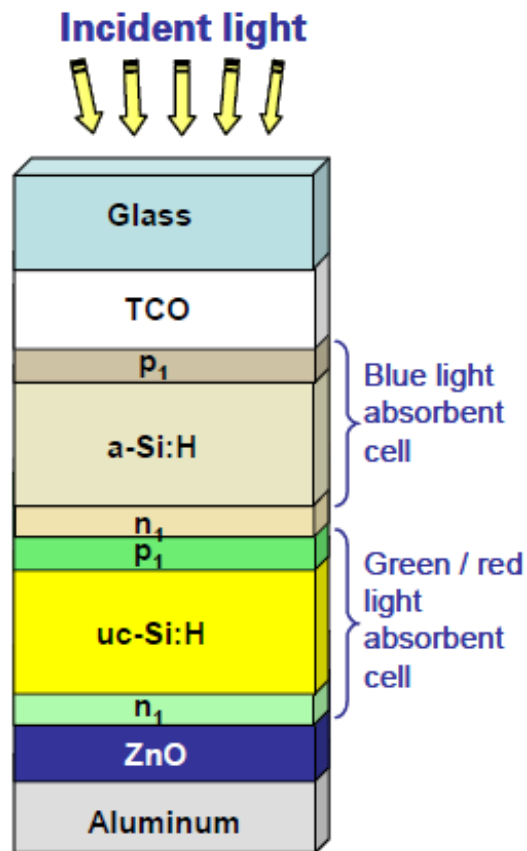 Incident light
Glass
TCO
p₁
Blue light
absorbent
cell
a-Si:H
n₁
p₁
Green / red
light
absorbent
cell
uc-Si:H
n₁
ZnO
Aluminum